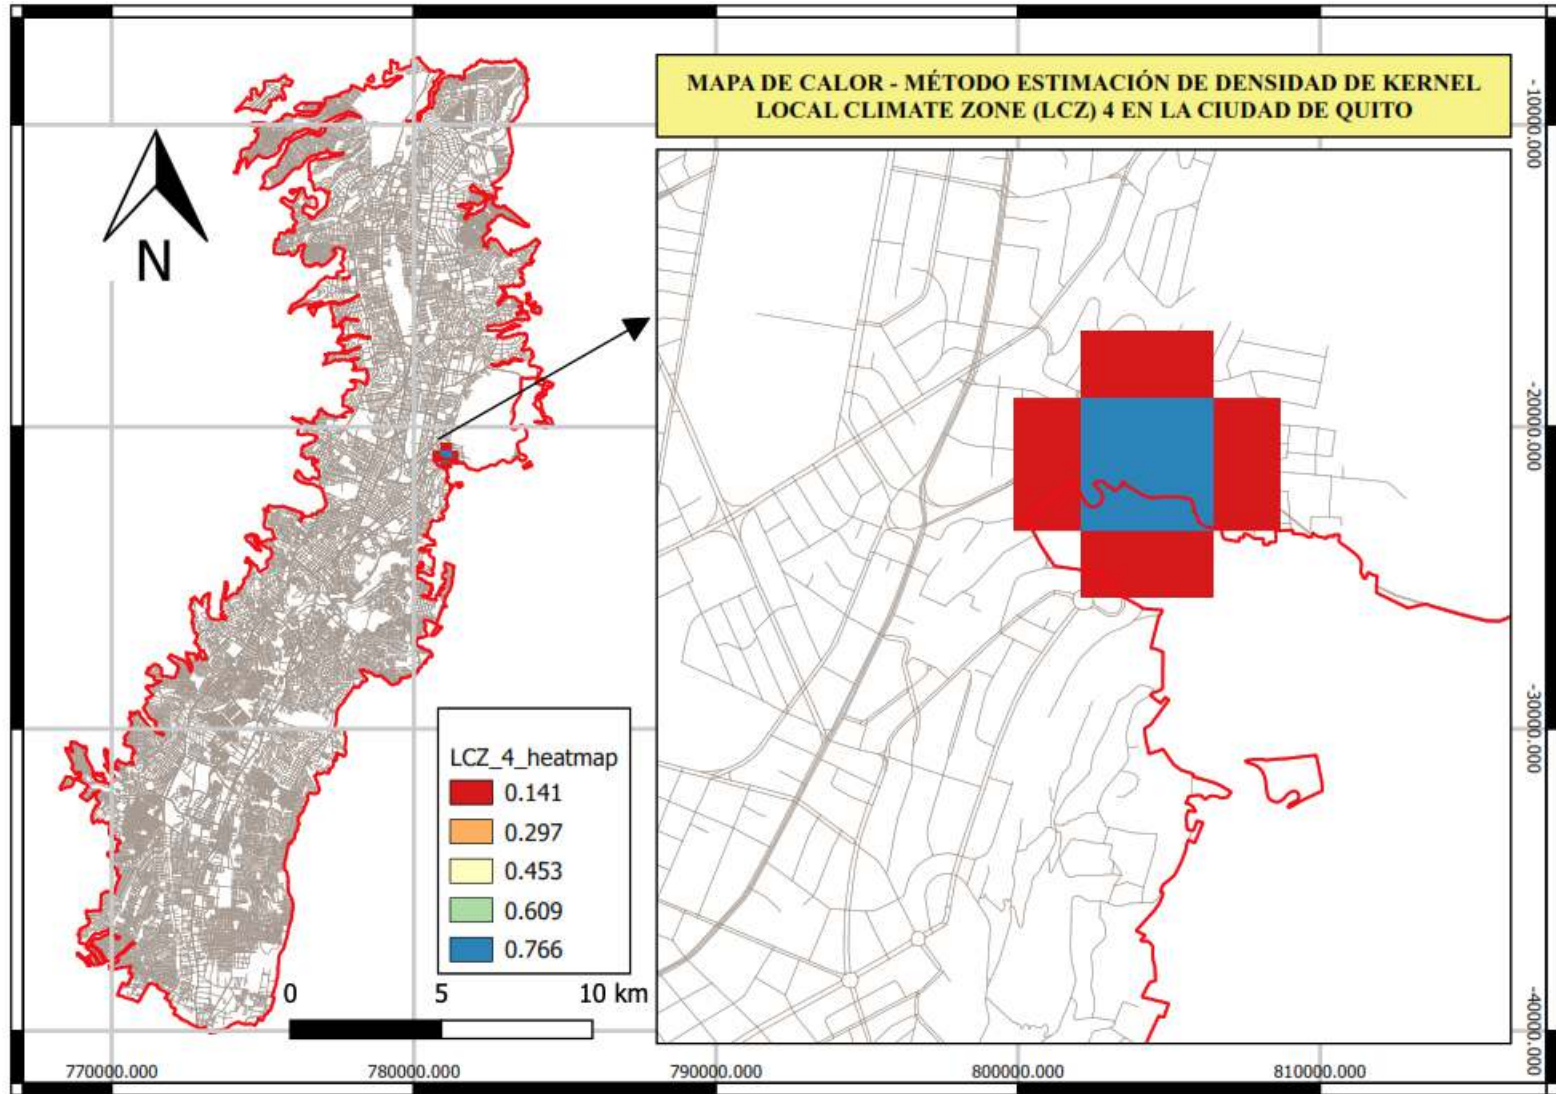 MAPA DE CALOR - MÉTODO ESTIMACIÓN DE DENSIDAD DE KERNEL
LOCAL CLIMATE ZONE (LCZ) 4 EN LA CIUDAD DE QUITO
N
LCZ_4_heatmap
0.141
0.297
0.453
0.609
0.766
0 5 10 km
770000.000 780000.000 790000.000 800000.000 810000.000
-10000.000
-20000.000
-30000.000
-40000.000